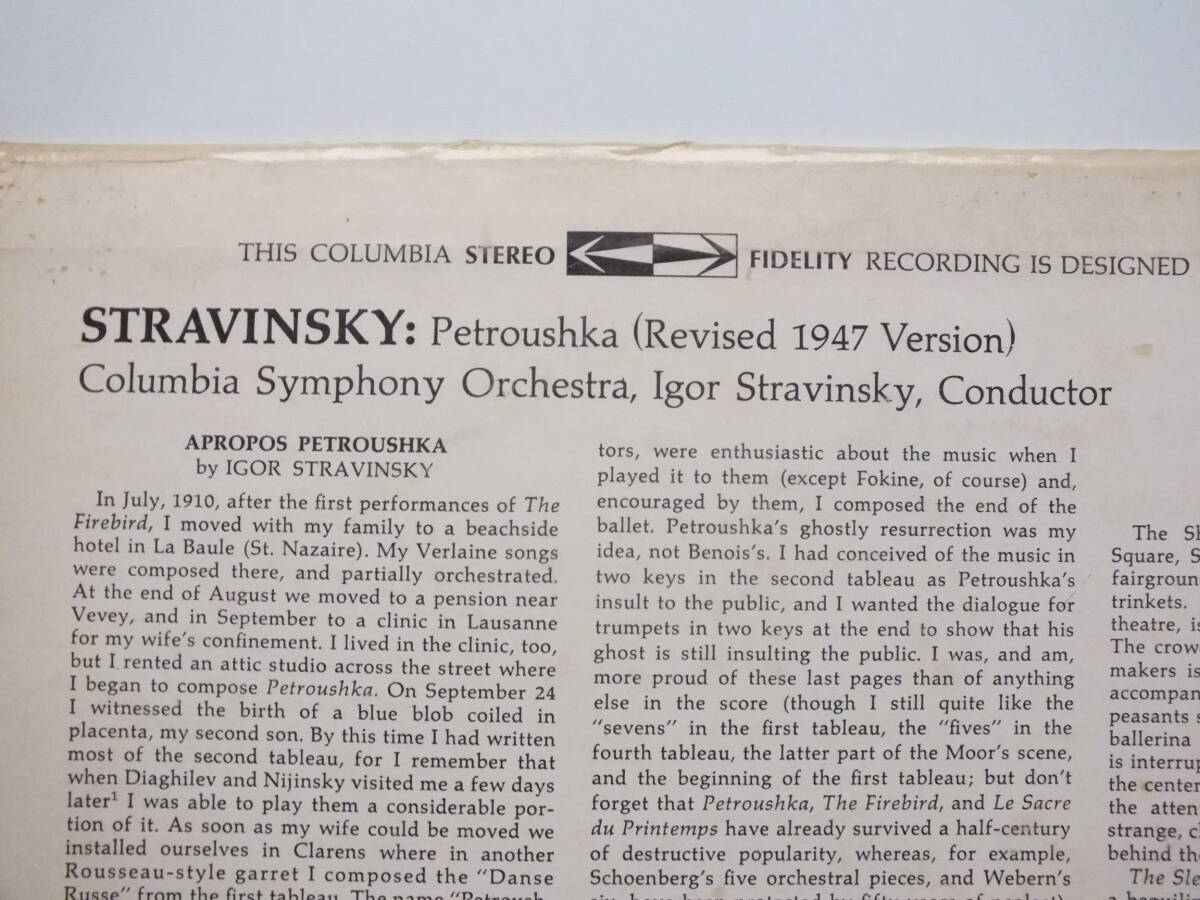 THIS COLUMBIA STEREO FIDELITY RECORDING IS DESIGNED
STRAVINSKY: Petroushka (Revised 1947 Version)
Columbia Symphony Orchestra, Igor Stravinsky, Conductor
APROPOS PETROUSHKA
by IGOR STRAVINSKY
In July, 1910, after the first performances of The
Firebird, I moved with my family to a beachside
hotel in La Baule (St. Nazaire). My Verlaine songs
were composed there, and partially orchestrated.
At the end of August we moved to a pension near
Vevey, and in September to a clinic in Lausanne
for my wife's confinement. I lived in the clinic, too,
but I rented an attic studio across the street where
I began to compose Petroushka. On September 24
I witnessed the birth of a blue blob coiled in
placenta, my second son. By this time I had written
most of the second tableau, for I remember that
when Diaghilev and Nijinsky visited me a few days
later¹ I was able to play them a considerable por-
tion of it. As soon as my wife could be moved we
installed ourselves in Clarens where in another
Rousseau-style garret I composed the "Danse
Russe" from the first tableau. The name "Petroush-
tors, were enthusiastic about the music when I
played it to them (except Fokine, of course) and,
encouraged by them, I composed the end of the
ballet. Petroushka's ghostly resurrection was my
idea, not Benois's. I had conceived of the music in
two keys in the second tableau as Petroushka's
insult to the public, and I wanted the dialogue for
trumpets in two keys at the end to show that his
ghost is still insulting the public. I was, and am,
more proud of these last pages than of anything
else in the score (though I still quite like the
"sevens" in the first tableau, the "fives" in the
fourth tableau, the latter part of the Moor's scene,
and the beginning of the first tableau; but don't
forget that Petroushka, The Firebird, and Le Sacre
du Printemps have already survived a half-century
of destructive popularity, whereas, for example,
Schoenberg's five orchestral pieces, and Webern's
six, have been protected by fifty years of neglect)
The Sh
Square, S
fairground
trinkets.
theatre, is
The crow
makers is
accompan
peasants s
ballerina
is interrup
the center
the atten
strange, c
behind the
The Sle